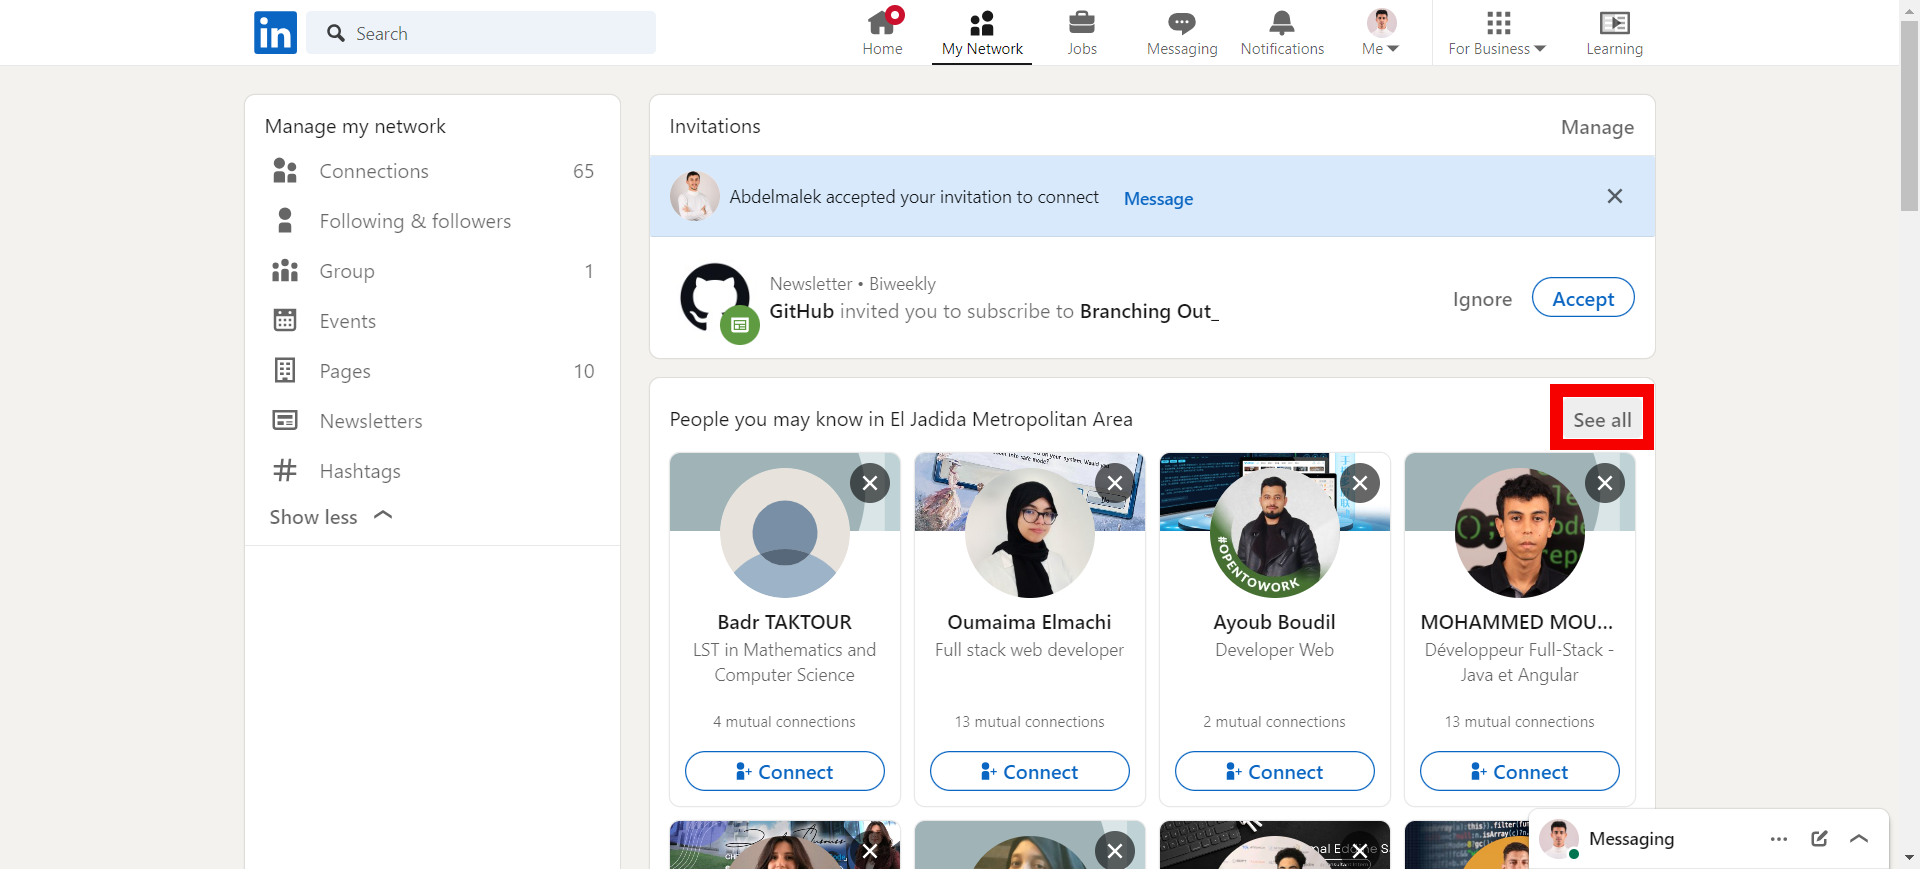 in
Search
Home
My Network
Jobs
Messaging
Notifications
Me
For Business
Learning
Manage my network
Connections 65
Following & followers
Group 1
Events
Pages 10
Newsletters
Hashtags
Show less
Invitations
Manage
Abdelmalek accepted your invitation to connect
Message
Newsletter • Biweekly
GitHub invited you to subscribe to Branching Out_
Ignore
Accept
People you may know in El Jadida Metropolitan Area
See all
Badr TAKTOUR
LST in Mathematics and
Computer Science
4 mutual connections
Connect
Oumaima Elmachi
Full stack web developer
13 mutual connections
Connect
#OPENTOWORK
Ayoub Boudil
Developer Web
2 mutual connections
Connect
MOHAMMED MOU...
Développeur Full-Stack -
Java et Angular
13 mutual connections
Connect
Messaging